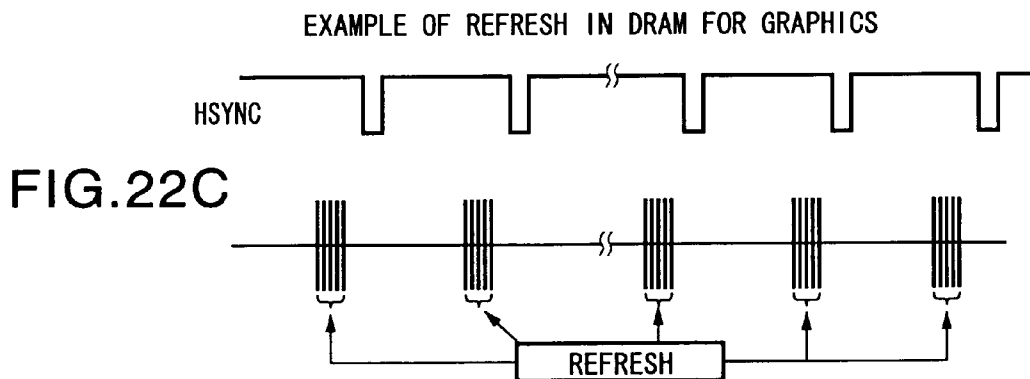 EXAMPLE OF REFRESH IN DRAM FOR GRAPHICS
HSYNC
FIG.22C
REFRESH